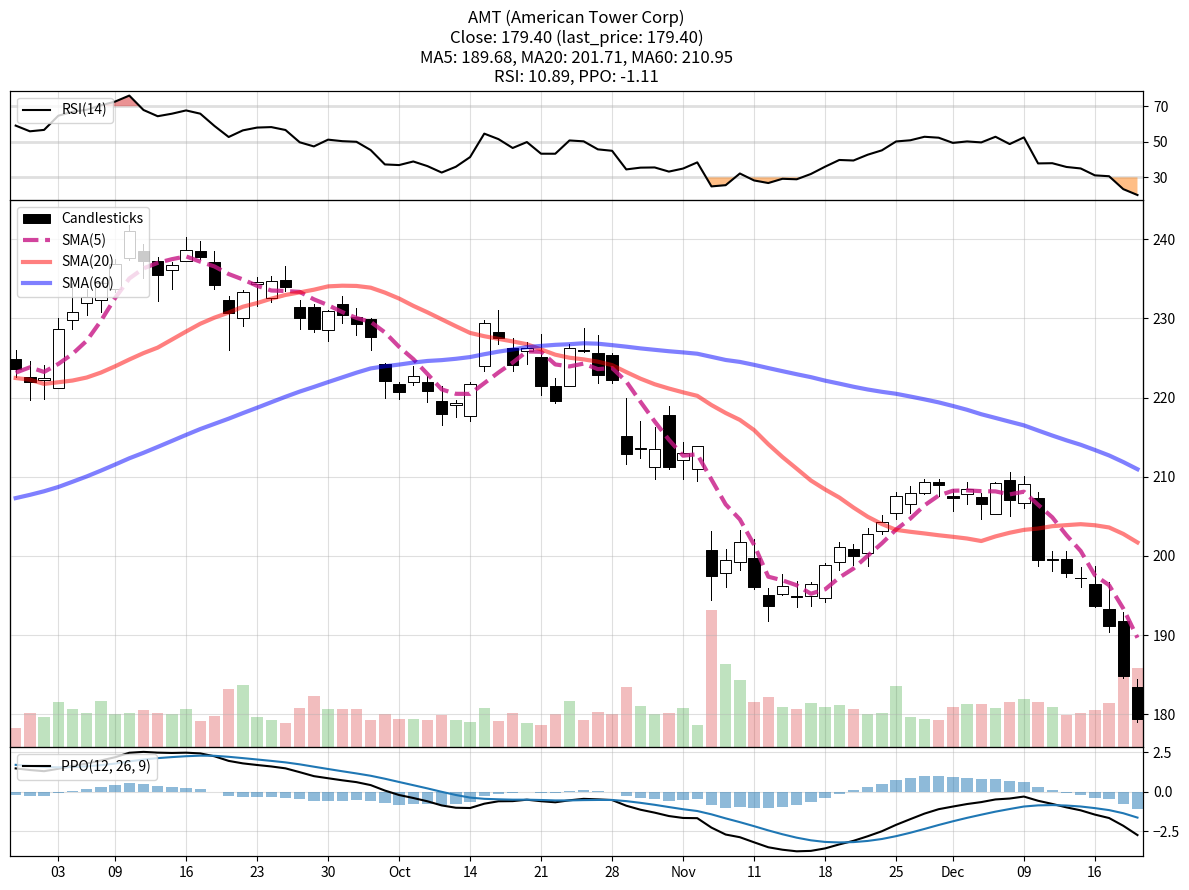 AMT (American Tower Corp)
Close: 179.40 (last_price: 179.40)
MA5: 189.68, MA20: 201.71, MA60: 210.95
RSI: 10.89, PPO: -1.11
RSI(14)
70
50
30
Candlesticks
SMA(5)
SMA(20)
SMA(60)
240
230
220
210
200
190
180
PPO(12, 26, 9)
2.5
0.0
−2.5
03 09 16 23 30 Oct 14 21 28 Nov 11 18 25 Dec 09 16